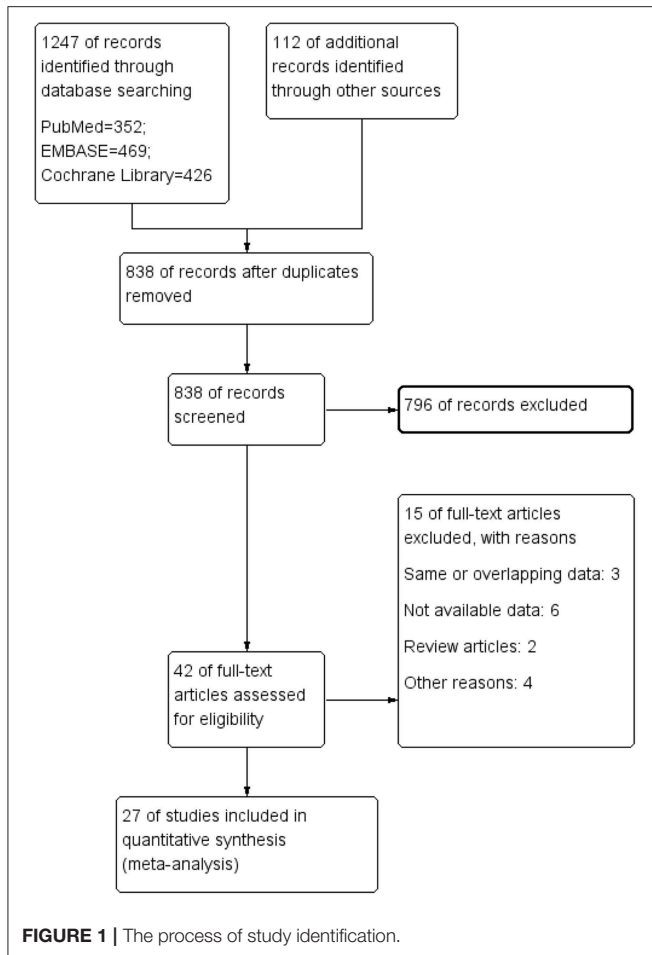 1247 of records
identified through
database searching
PubMed=352;
EMBASE=469;
Cochrane Library=426
112 of additional
records identified
through other sources
838 of records after duplicates
removed
838 of records
screened
796 of records excluded
15 of full-text articles
excluded, with reasons
Same or overlapping data: 3
Not available data: 6
Review articles: 2
Other reasons: 4
42 of full-text
articles assessed
for eligibility
27 of studies included in
quantitative synthesis
(meta-analysis)
FIGURE 1 | The process of study identification.